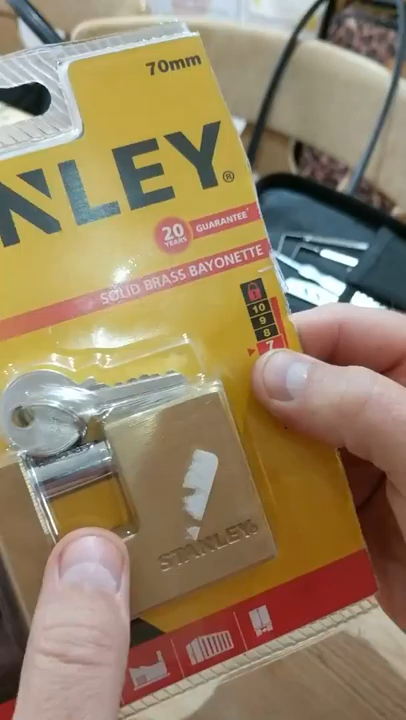 70mm
NLEY®
20 YEARS GUARANTEE*
SOLID BRASS BAYONETTE
10
9
8
7
STANLEY®